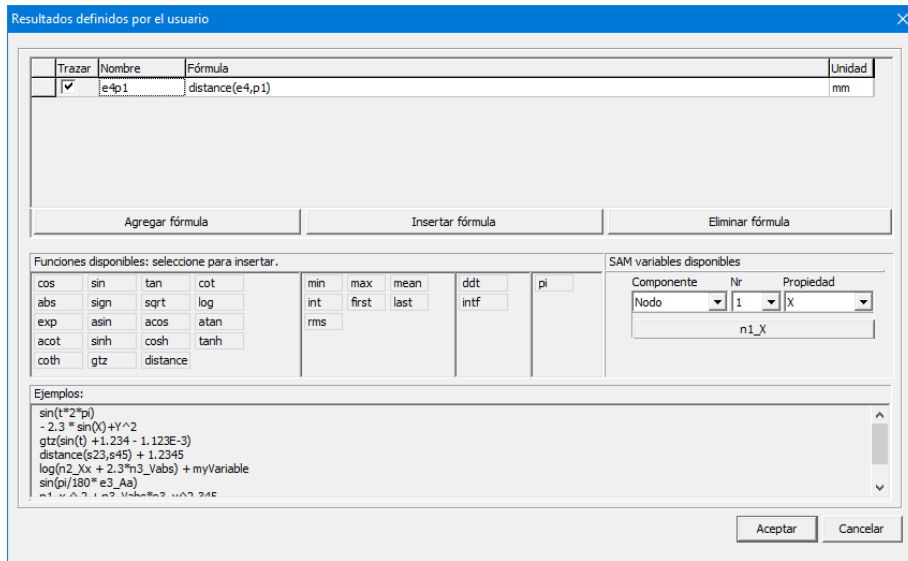 Resultados definidos por el usuario
Trazar Nombre Fórmula Unidad
e4p1 distance(e4,p1) mm
Agregar fórmula Insertar fórmula Eliminar fórmula
Funciones disponibles: seleccione para insertar. SAM variables disponibles
cos sin tan cot min max mean ddt pi Componente Nr Propiedad
abs sign sqrt log int first last intf Nodo 1 X
exp asin acos atan rms n1_X
acot sinh cosh tanh
coth gtz distance
Ejemplos:
sin(t*2*pi)
- 2.3 * sin(X)+Y^2
gtz(sin(t) +1.234 - 1.123E-3)
distance(s23,s45) + 1.2345
log(n2_Xx + 2.3*n3_Vabs) + myVariable
sin(pi/180* e3_Aa)
Aceptar Cancelar